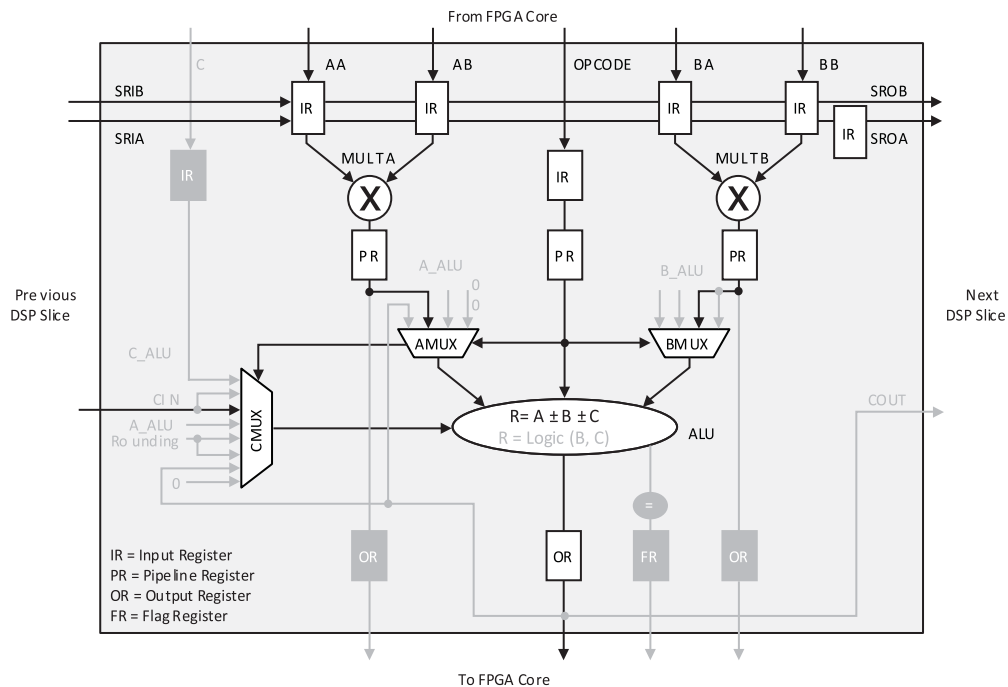 From FPGA Core
C
AA
AB
OPCODE
BA
BB
SRIB
SROB
IR
IR
IR
IR
SRIA
IR
SROA
IR
MULTA
IR
MULTB
X
X
PR
PR
PR
A_ALU
0
0
B_ALU
Previous
DSP Slice
Next
DSP Slice
AMUX
BMUX
C_ALU
CIN
COUT
A_ALU
Rounding
0
CMUX
R= A ± B ± C
R = Logic (B, C)
ALU
=
OR
OR
FR
OR
IR = Input Register
PR = Pipeline Register
OR = Output Register
FR = Flag Register
To FPGA Core